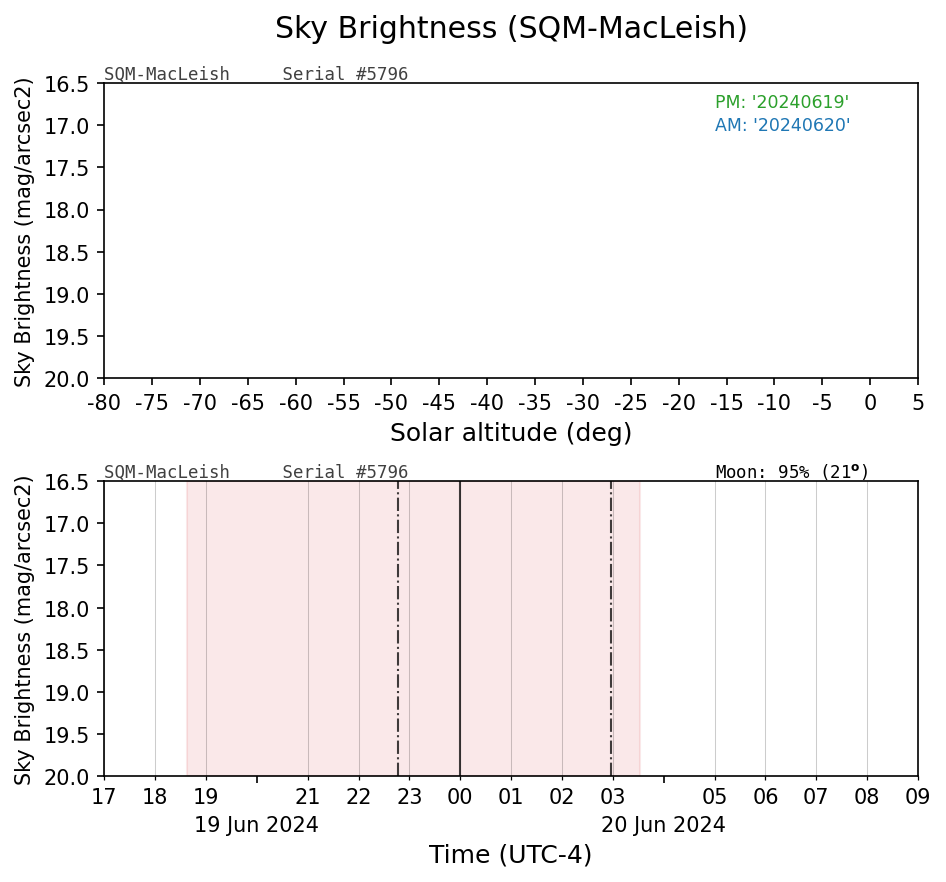 Sky Brightness (SQM-MacLeish)
SQM-MacLeish Serial #5796
PM: '20240619'
AM: '20240620'
Sky Brightness (mag/arcsec2)
16.5
17.0
17.5
18.0
18.5
19.0
19.5
20.0
-80 -75 -70 -65 -60 -55 -50 -45 -40 -35 -30 -25 -20 -15 -10 -5 0 5
Solar altitude (deg)
SQM-MacLeish Serial #5796 Moon: 95% (21º)
Sky Brightness (mag/arcsec2)
16.5
17.0
17.5
18.0
18.5
19.0
19.5
20.0
17 18 19 21 22 23 00 01 02 03 05 06 07 08 09
19 Jun 2024 20 Jun 2024
Time (UTC-4)